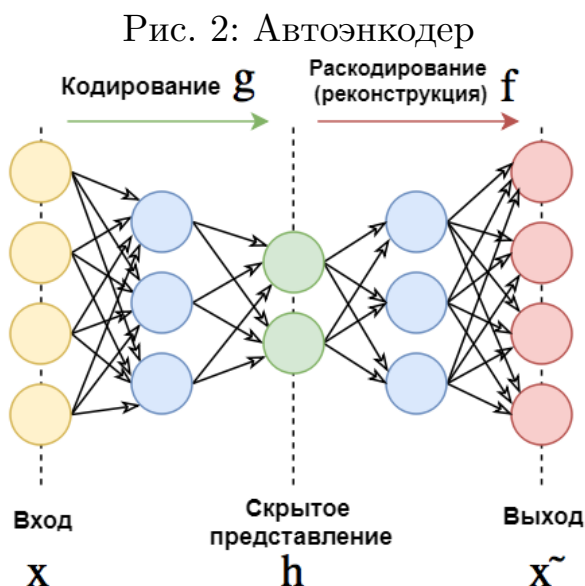 Рис. 2: Автоэнкодер
Кодирование g
Раскодирование
(реконструкция) f
Вход
Скрытое
представление
Выход
x
h
x̃